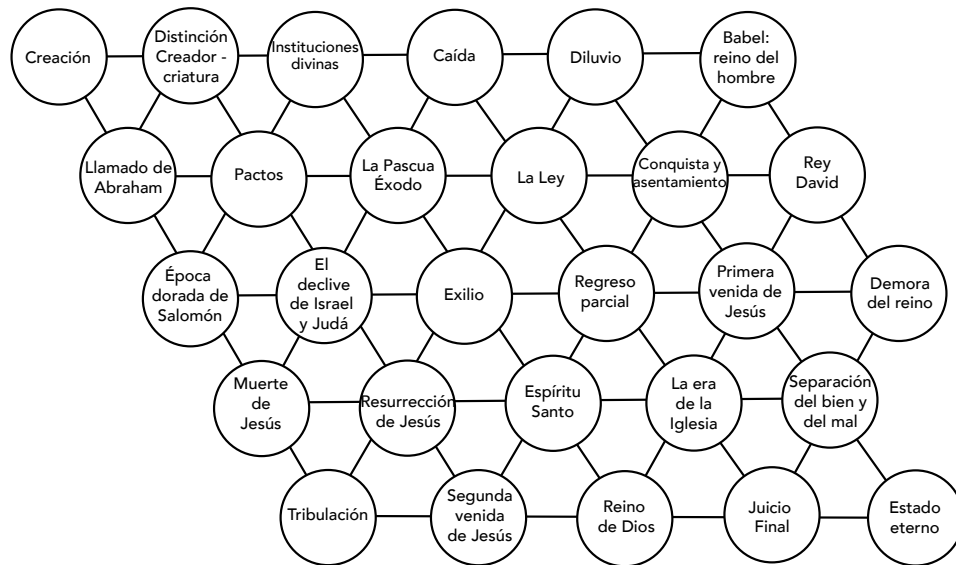 Creación
Distinción
Creador -
criatura
Instituciones
divinas
Caída
Diluvio
Babel:
reino del
hombre
Llamado de
Abraham
Pactos
La Pascua
Éxodo
La Ley
Conquista y
asentamiento
Rey
David
Época
dorada de
Salomón
El
declive
de Israel
y Judá
Exilio
Regreso
parcial
Primera
venida de
Jesús
Demora
del reino
Muerte
de
Jesús
Resurrección
de Jesús
Espíritu
Santo
La era
de la
Iglesia
Separación
del bien y
del mal
Tribulación
Segunda
venida
de Jesús
Reino
de Dios
Juicio
Final
Estado
eterno